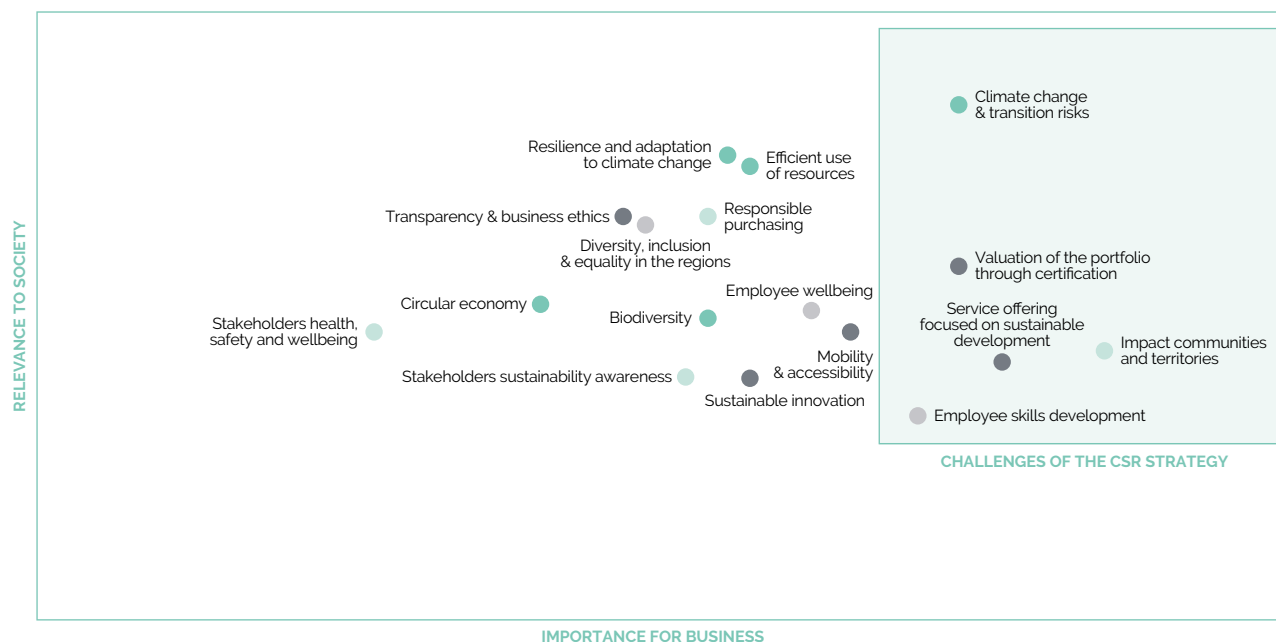 Climate change
& transition risks
Resilience and adaptation
to climate change
Efficient use
of resources
Transparency & business ethics
Responsible
purchasing
Diversity, inclusion
& equality in the regions
Valuation of the portfolio
through certification
Employee wellbeing
Circular economy
Biodiversity
Service offering
focused on sustainable
development
Stakeholders health,
safety and wellbeing
Impact communities
and territories
Mobility
& accessibility
Stakeholders sustainability awareness
Sustainable innovation
Employee skills development
CHALLENGES OF THE CSR STRATEGY
RELEVANCE TO SOCIETY
IMPORTANCE FOR BUSINESS